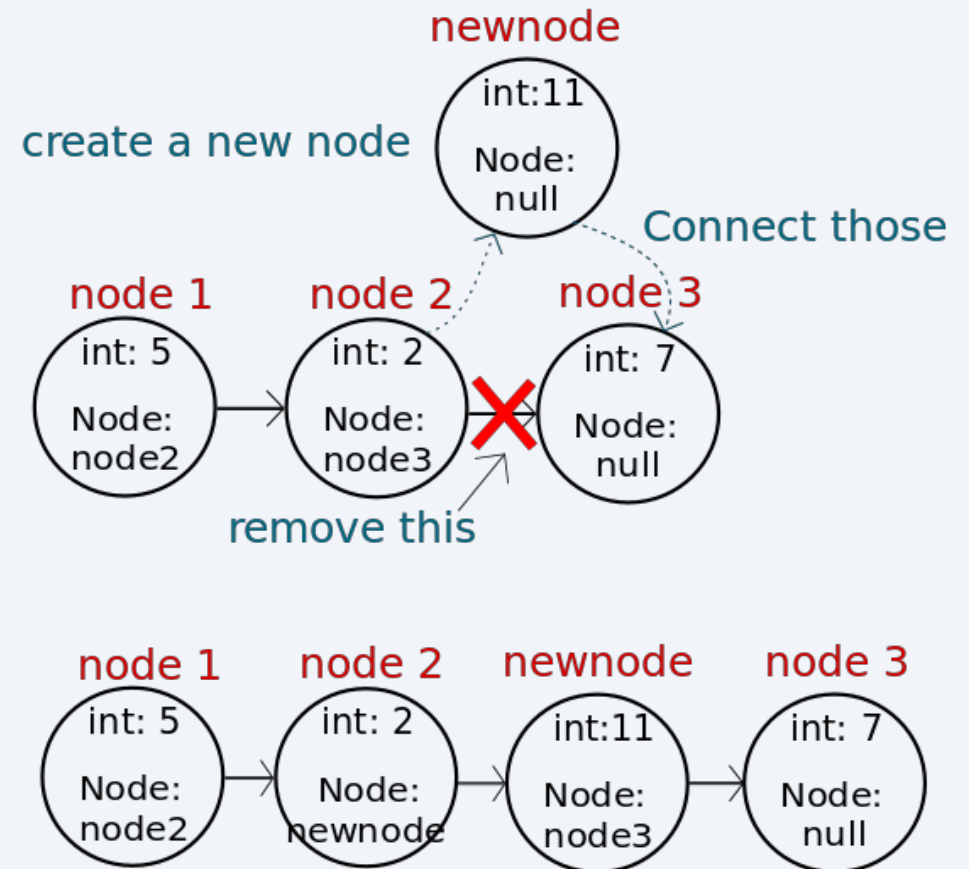 newnode
int:11
create a new node
Node:
null
Connect those
node 1
node 2
node 3
int: 5
int: 2
int: 7
Node:
node2
Node:
node3
Node:
null
remove this
node 1
node 2
newnode
node 3
int: 5
int: 2
int:11
int: 7
Node:
node2
Node:
newnode
Node:
node3
Node:
null